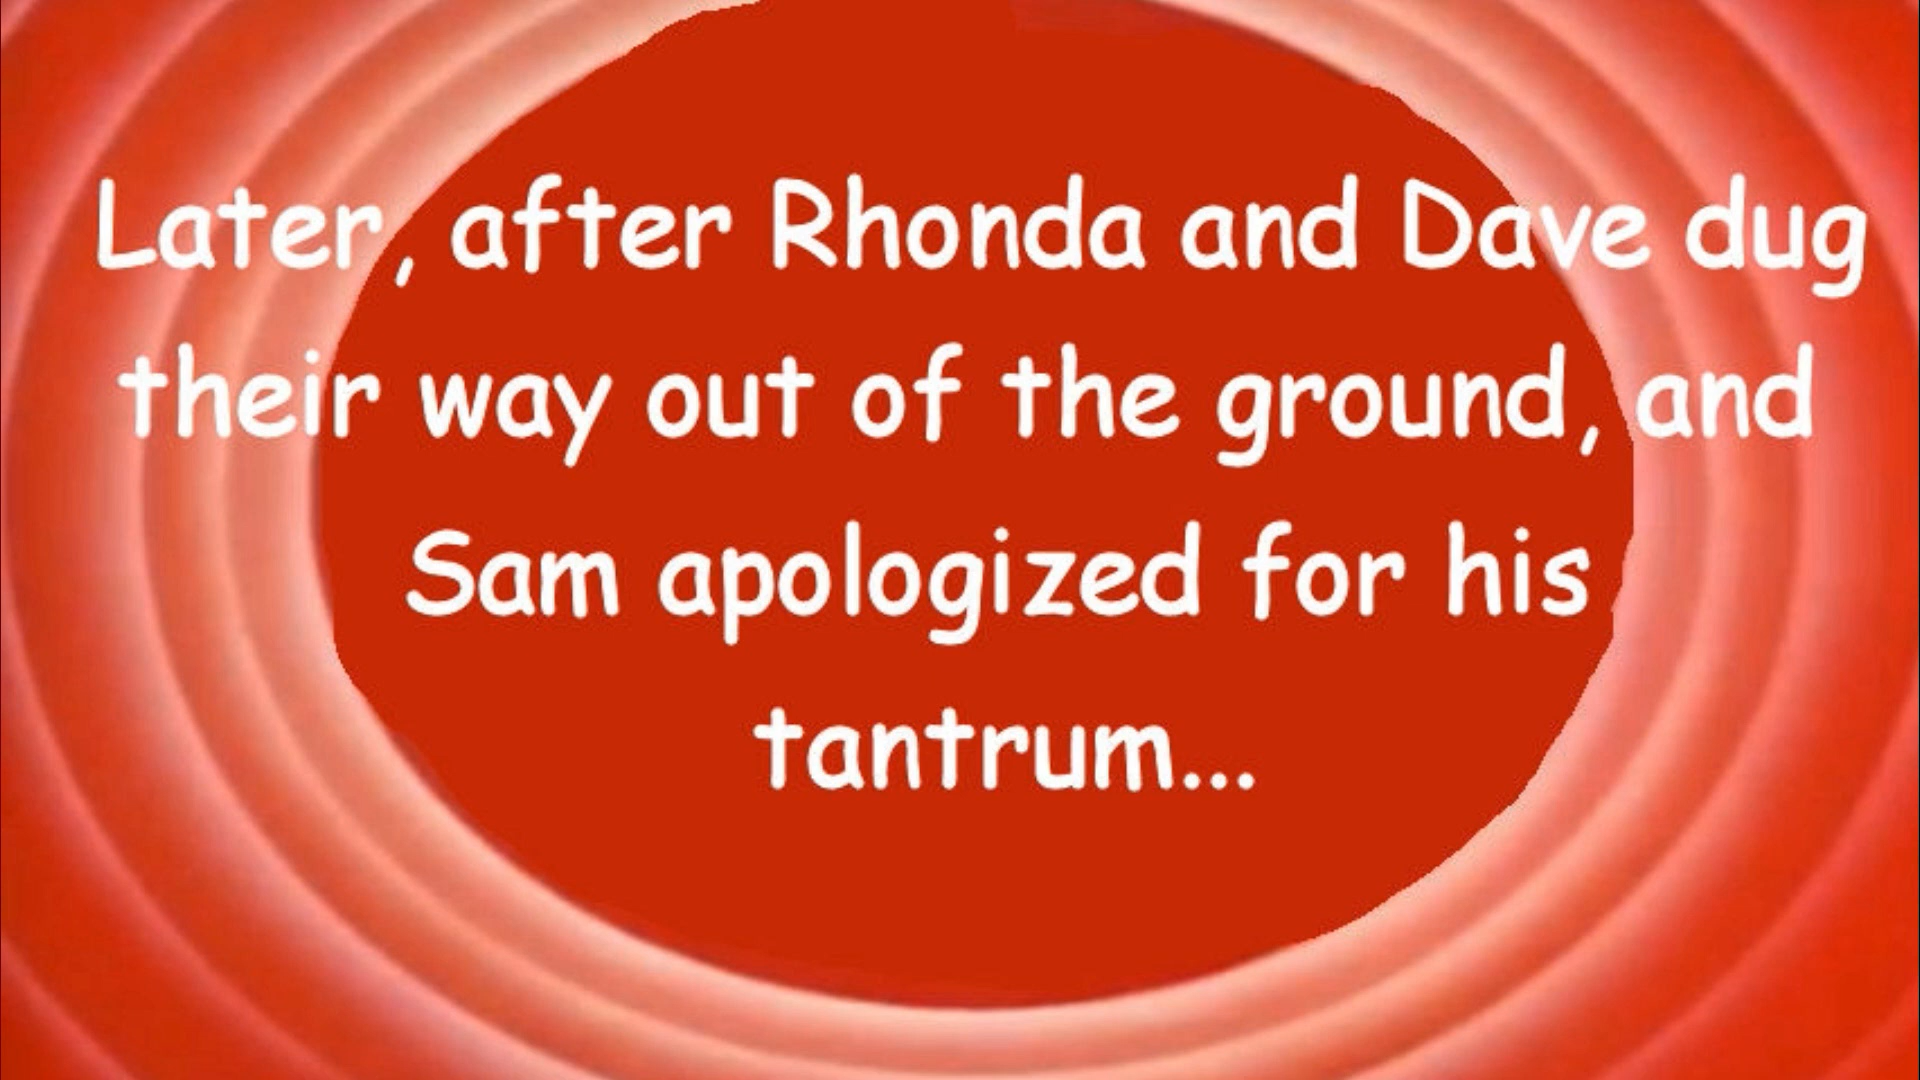 Later, after Rhonda and Dave dug
their way out of the ground, and
Sam apologized for his
tantrum...